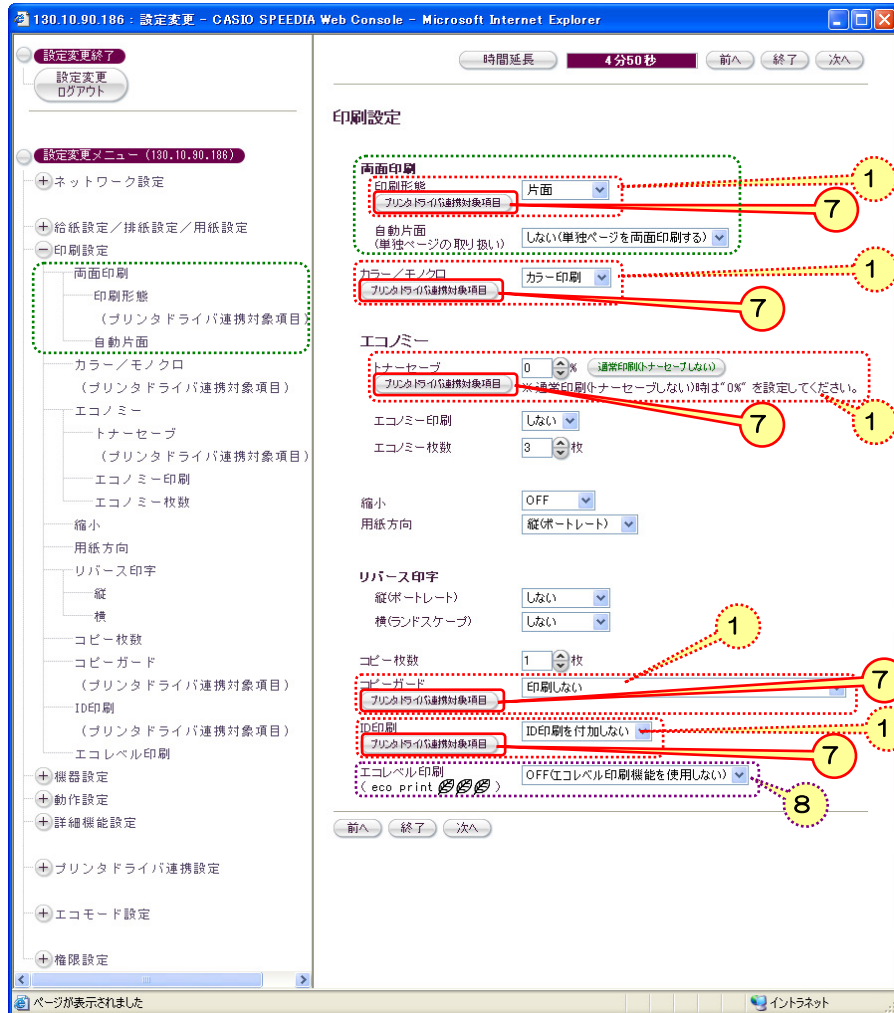 130.10.90.186 : 設定変更 - CASIO SPEEDIA Web Console - Microsoft Internet Explorer
設定変更終了
設定変更
ログアウト
設定変更メニュー (130.10.90.186)
ネットワーク設定
給紙設定／排紙設定／用紙設定
印刷設定
両面印刷
印刷形態
(プリンタドライバ連携対象項目)
自動片面
カラー／モノクロ
(プリンタドライバ連携対象項目)
エコノミー
トナーセーブ
(プリンタドライバ連携対象項目)
エコノミー印刷
エコノミー枚数
縮小
用紙方向
リバース印字
縦
横
コピー枚数
コピーガード
(プリンタドライバ連携対象項目)
ID印刷
(プリンタドライバ連携対象項目)
エコレベル印刷
機器設定
動作設定
詳細機能設定
プリンタドライバ連携設定
エコモード設定
権限設定
時間延長 4分50秒 前へ 終了 次へ
印刷設定
両面印刷
印刷形態 片面 1
プリンタドライバ連携対象項目 7
自動片面
(単独ページの取り扱い) しない(単独ページを両面印刷する)
カラー／モノクロ カラー印刷 1
プリンタドライバ連携対象項目 7
エコノミー
トナーセーブ 0 % 通常印刷(トナーセーブしない)
プリンタドライバ連携対象項目 ※通常印刷(トナーセーブしない)時は"0%" を設定してください。
エコノミー印刷 しない 7 1
エコノミー枚数 3 枚
縮小 OFF
用紙方向 縦(ポートレート)
リバース印字
縦(ポートレート) しない
横(ランドスケープ) しない 1
コピー枚数 1 枚
コピーガード 印刷しない
プリンタドライバ連携対象項目 7
ID印刷 ID印刷を付加しない 1
プリンタドライバ連携対象項目 7
エコレベル印刷 OFF(エコレベル印刷機能を使用しない)
( eco print ) 8
前へ 終了 次へ
ページが表示されました イントラネット